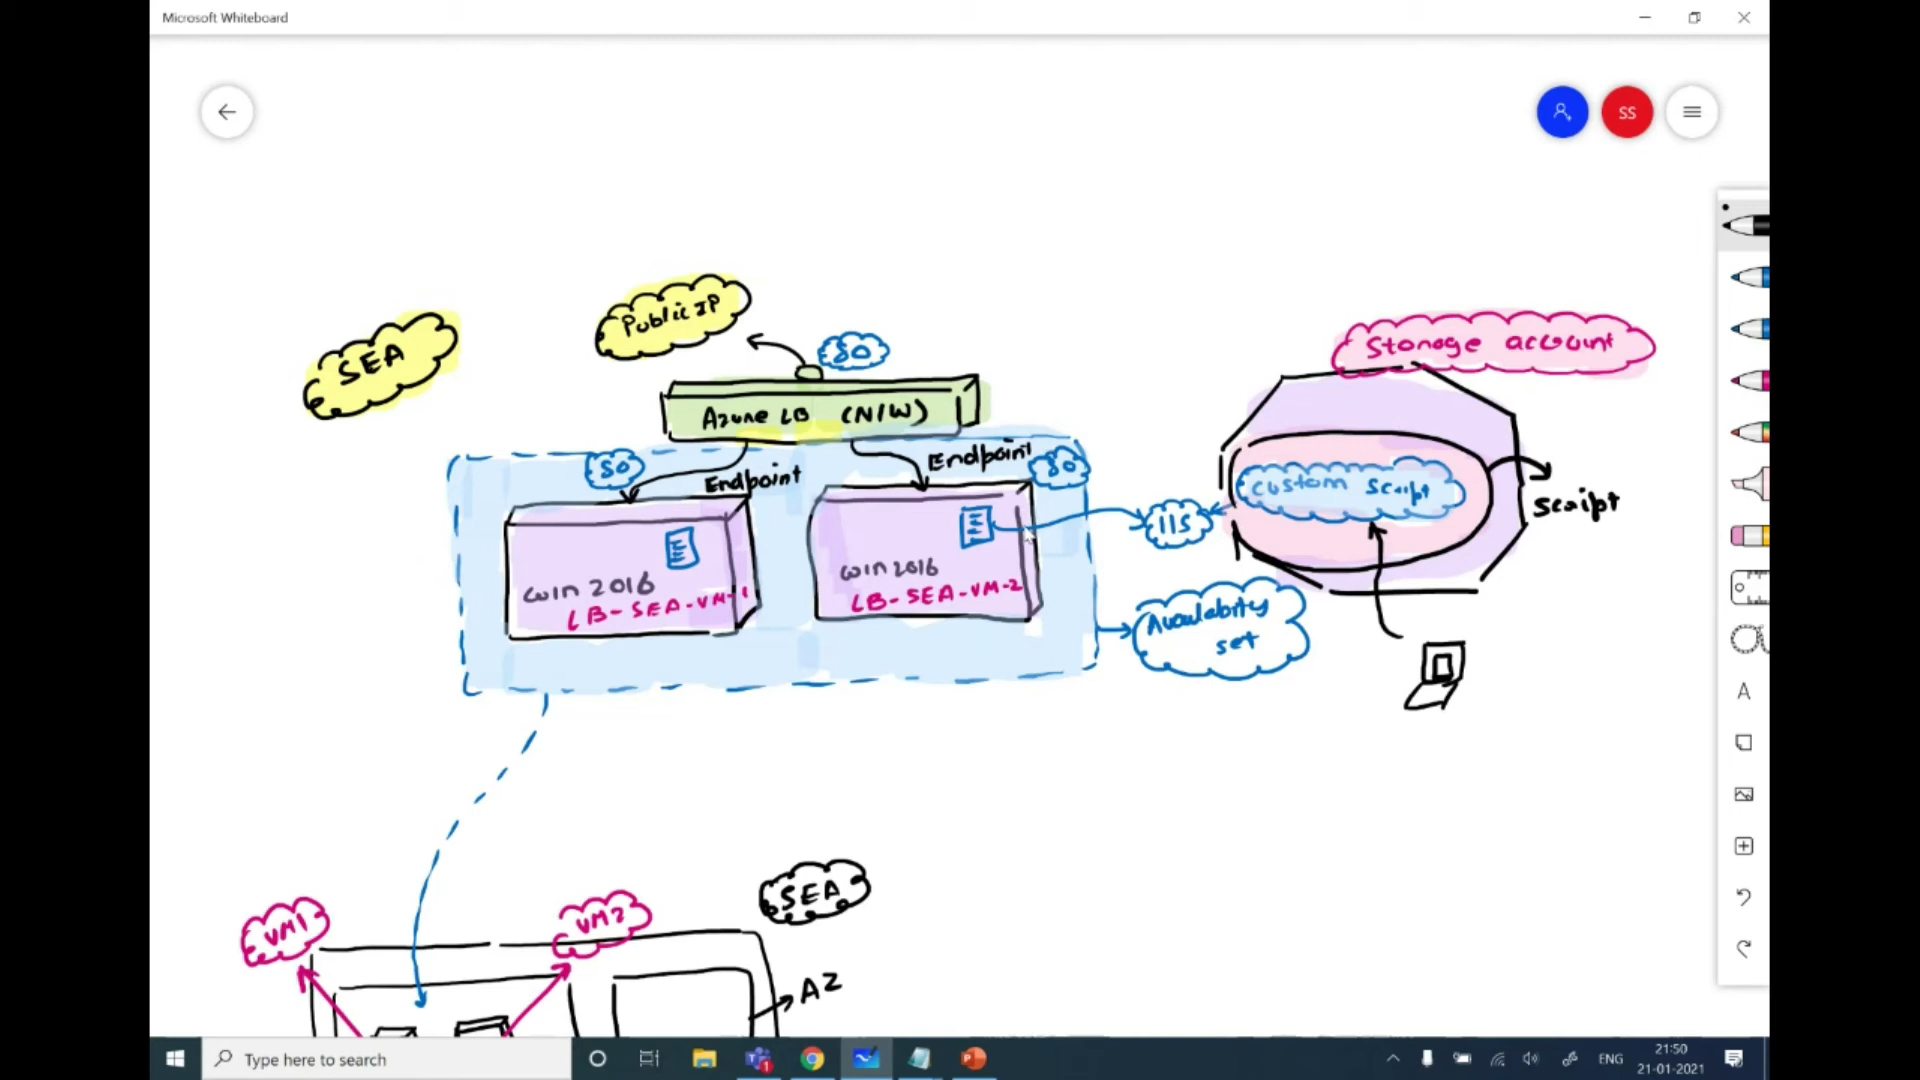 Microsoft Whiteboard
SS
SEA
Public IP
80
Azure LB (N/W)
Storage account
80
Endpoint
Endpoint
80
Custom Script
Script
IIS
win 2016
LB-SEA-VM-1
win 2016
LB-SEA-VM-2
Availability
set
A
VM1
VM2
SEA
AZ
Type here to search
1
ENG
21:50
21-01-2021